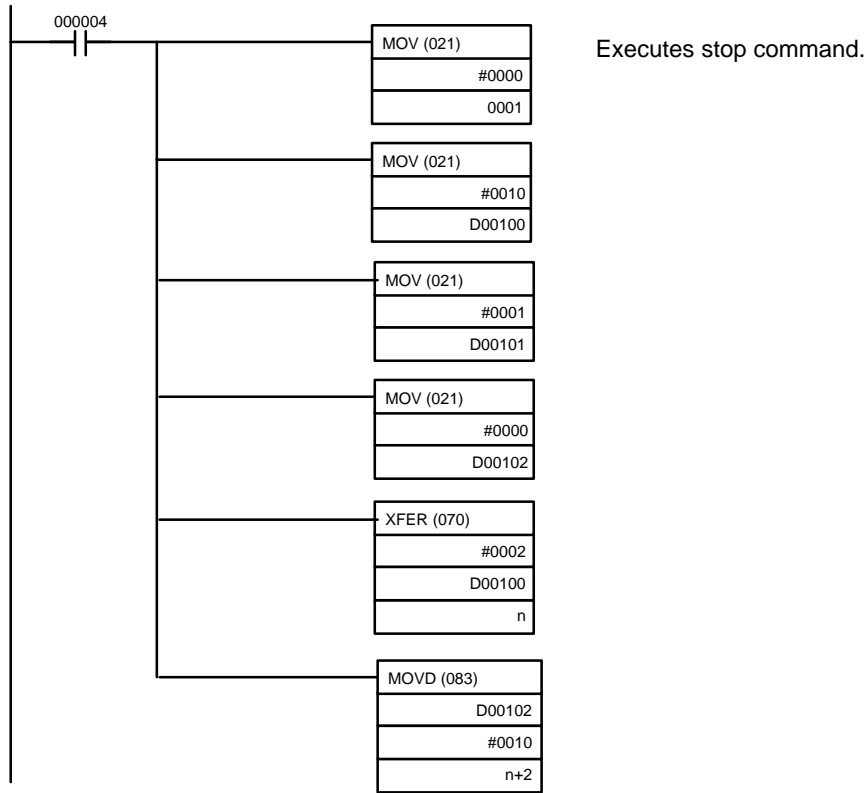 000004
MOV (021)
Executes stop command.
#0000
0001
MOV (021)
#0010
D00100
MOV (021)
#0001
D00101
MOV (021)
#0000
D00102
XFER (070)
#0002
D00100
n
MOVD (083)
D00102
#0010
n+2